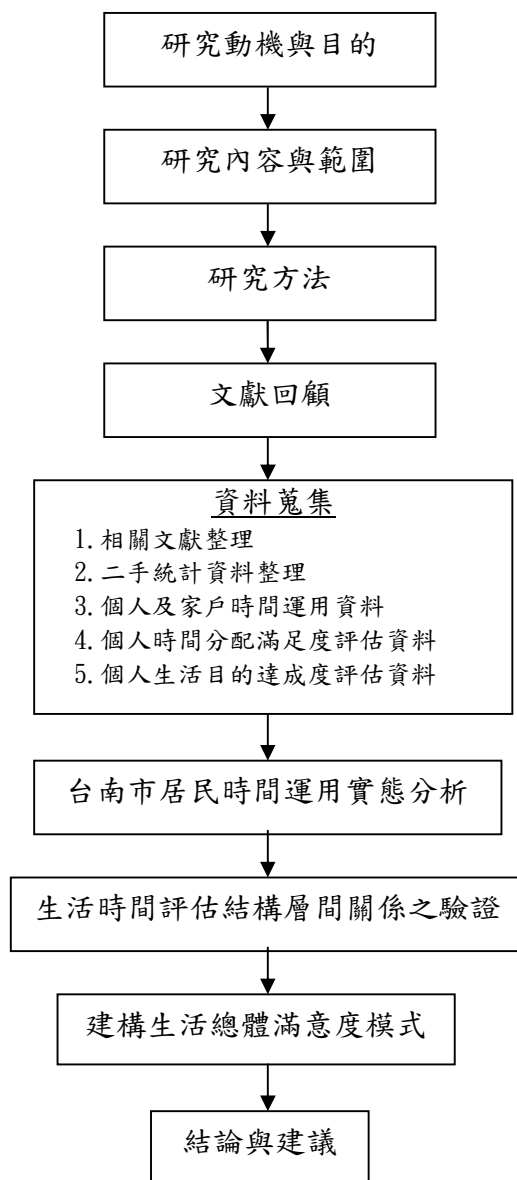 研究動機與目的
研究內容與範圍
研究方法
文獻回顧
資料蒐集
1.相關文獻整理
2.二手統計資料整理
3.個人及家戶時間運用資料
4.個人時間分配滿足度評估資料
5.個人生活目的達成度評估資料
台南市居民時間運用實態分析
生活時間評估結構層間關係之驗證
建構生活總體滿意度模式
結論與建議